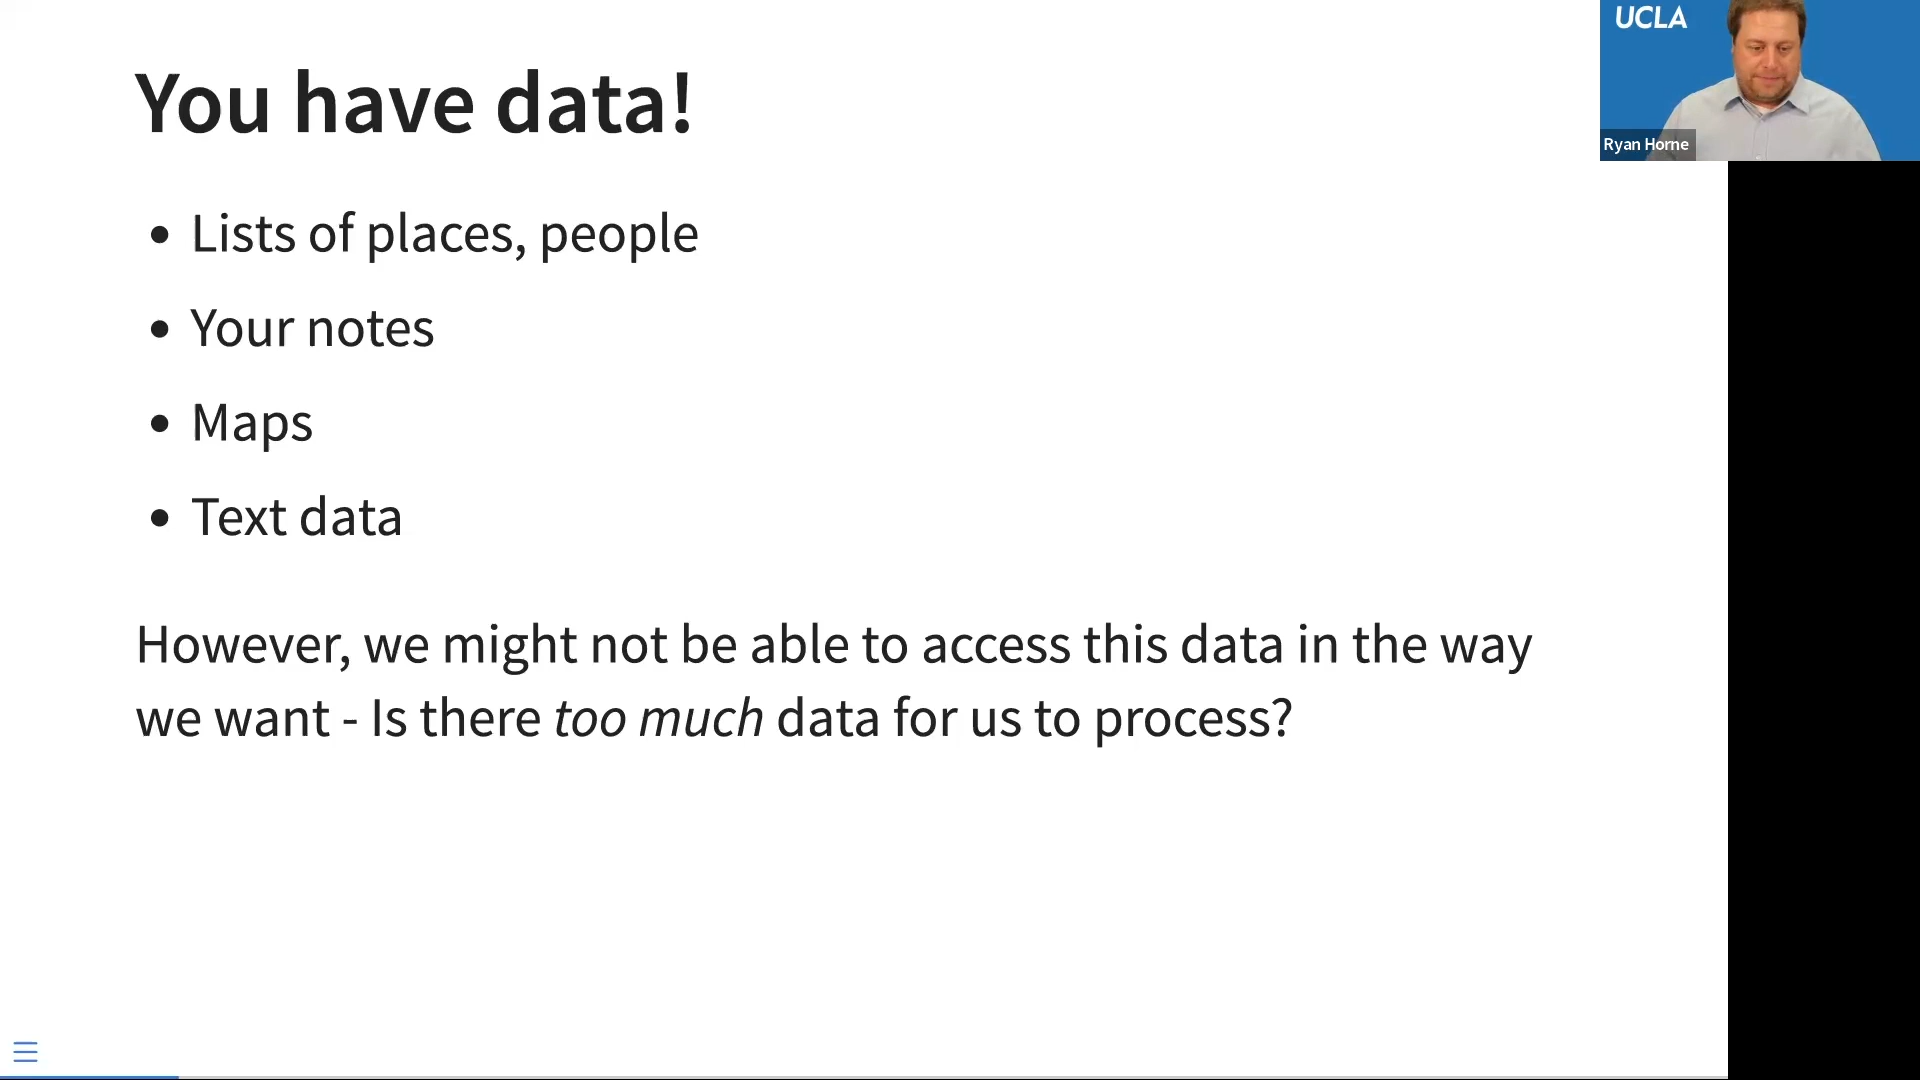 You have data!
UCLA
Ryan Horne
• Lists of places, people
• Your notes
• Maps
• Text data
However, we might not be able to access this data in the way
we want - Is there too much data for us to process?